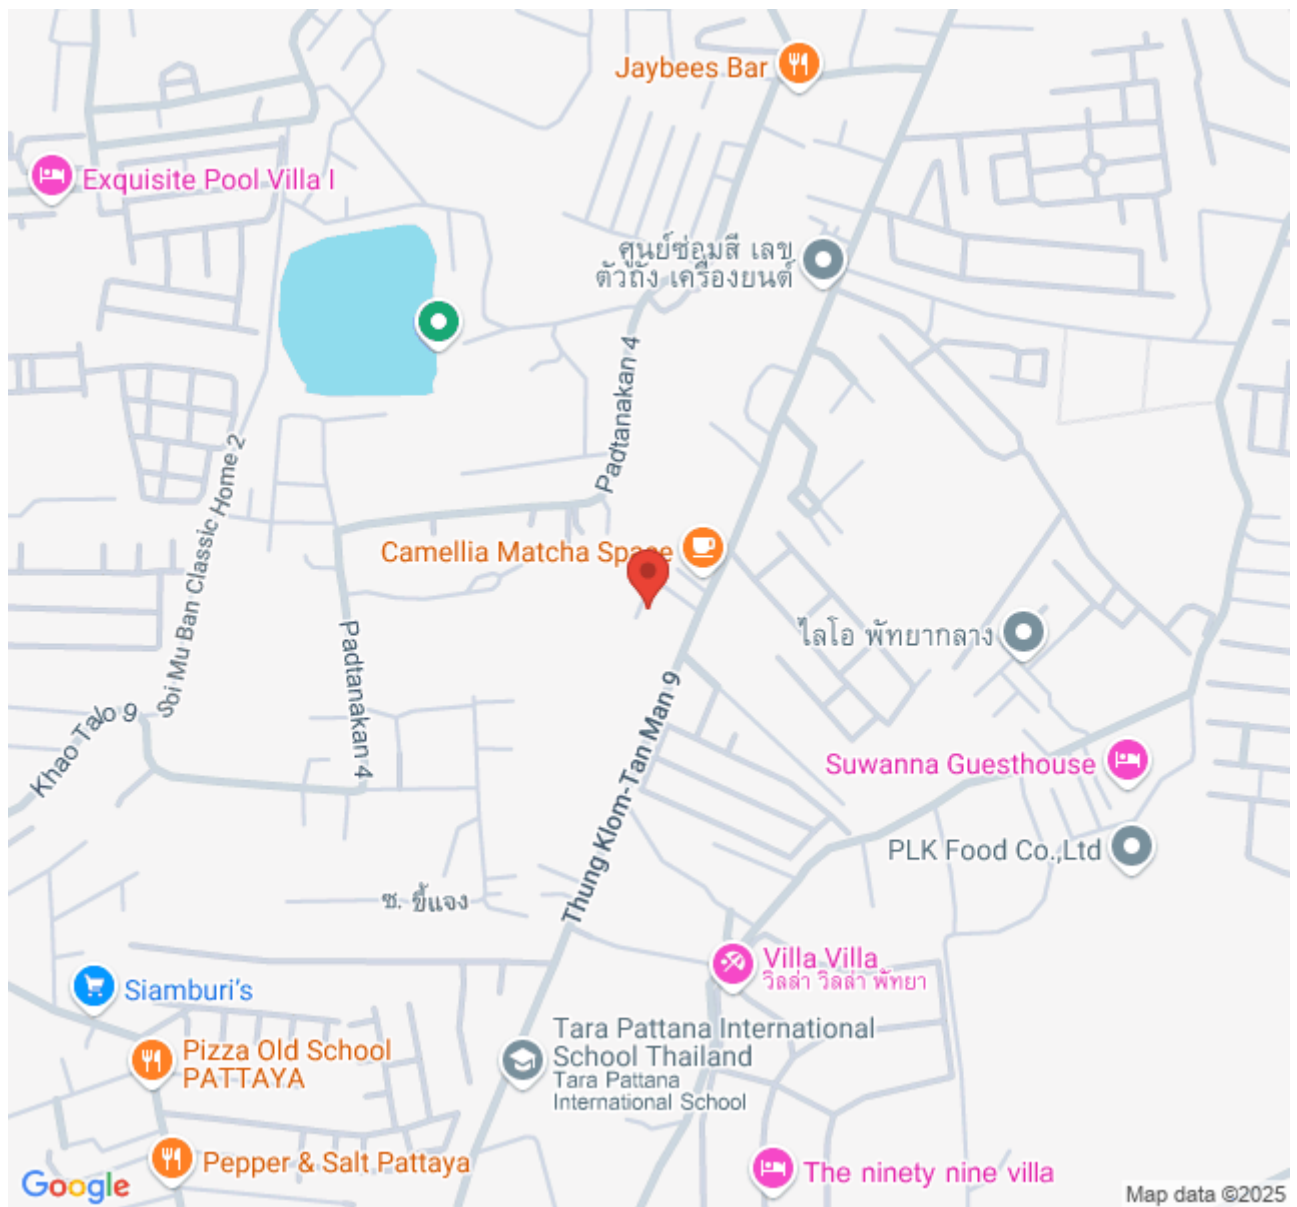 Jaybees Bar
Exquisite Pool Villa I
ศูนย์ซ่อมสี เลข
ตัวถัง เครื่องยนต์
Padtanakan 4
Soi Mu Ban Classic Home 2
Camellia Matcha Space
Padtanakan 4
ไลโอ พัทยากลาง
Khao Talo 9
Thung Klom-Tan Man 9
Suwanna Guesthouse
PLK Food Co.,Ltd
ซ. ขี้แจง
Villa Villa
วิลล่า วิลล่า พัทยา
Siamburi's
Tara Pattana International
School Thailand
Tara Pattana
International School
Pizza Old School
PATTAYA
Pepper & Salt Pattaya
The ninety nine villa
Google
Map data ©2025